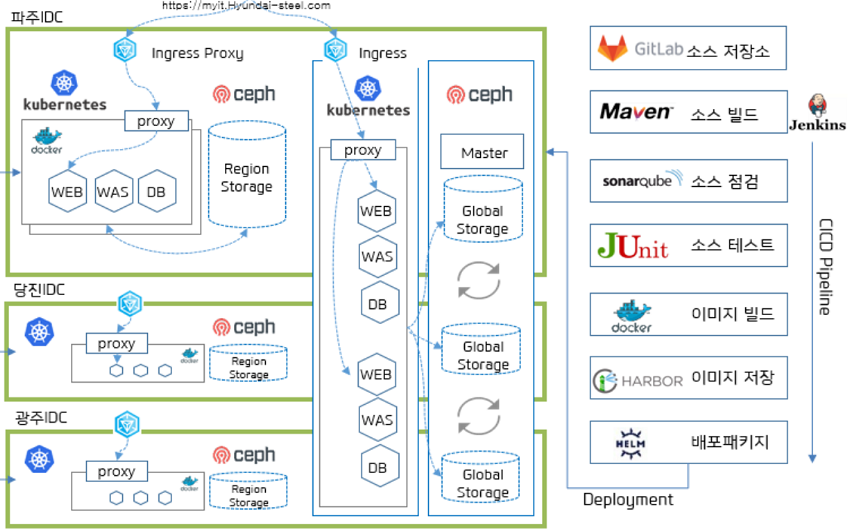 https://myit.Hyundai-steel.com
파주IDC
Ingress Proxy
Ingress
kubernetes
ceph
proxy
docker
WEB
WAS
DB
Region
Storage
kubernetes
proxy
WEB
WAS
DB
WEB
WAS
DB
ceph
Master
Global
Storage
Global
Storage
Global
Storage
당진IDC
proxy
docker
ceph
Region
Storage
광주IDC
proxy
docker
ceph
Region
Storage
GitLab 소스 저장소
Maven 소스 빌드
Jenkins
sonarqube 소스 점검
JUnit 소스 테스트
docker 이미지 빌드
HARBOR 이미지 저장
HELM 배포패키지
CICD Pipeline
Deployment